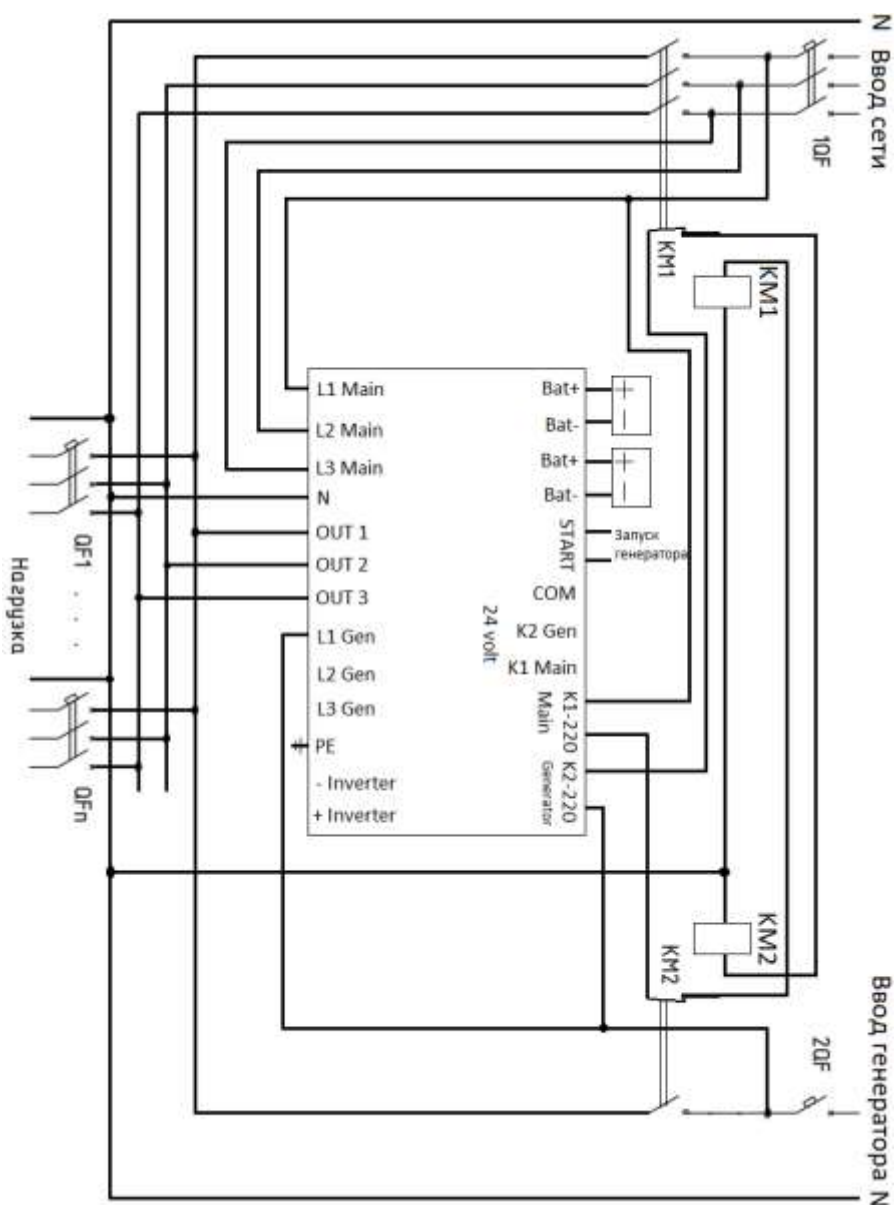 N Ввод сети
1QF
KM1
KM1
L1 Main
L2 Main
L3 Main
N
OUT 1
OUT 2
OUT 3
L1 Gen
L2 Gen
L3 Gen
PE
- Inverter
+ Inverter
24 volt
Bat+
Bat-
Bat+
Bat-
START
Запуск
генератора
COM
K2 Gen
K1 Main
K1-220
Main
K2-220
Generator
+
−
+
−
QF1
. . .
QFn
Нагрузка
KM2
KM2
2QF
Ввод генератора N